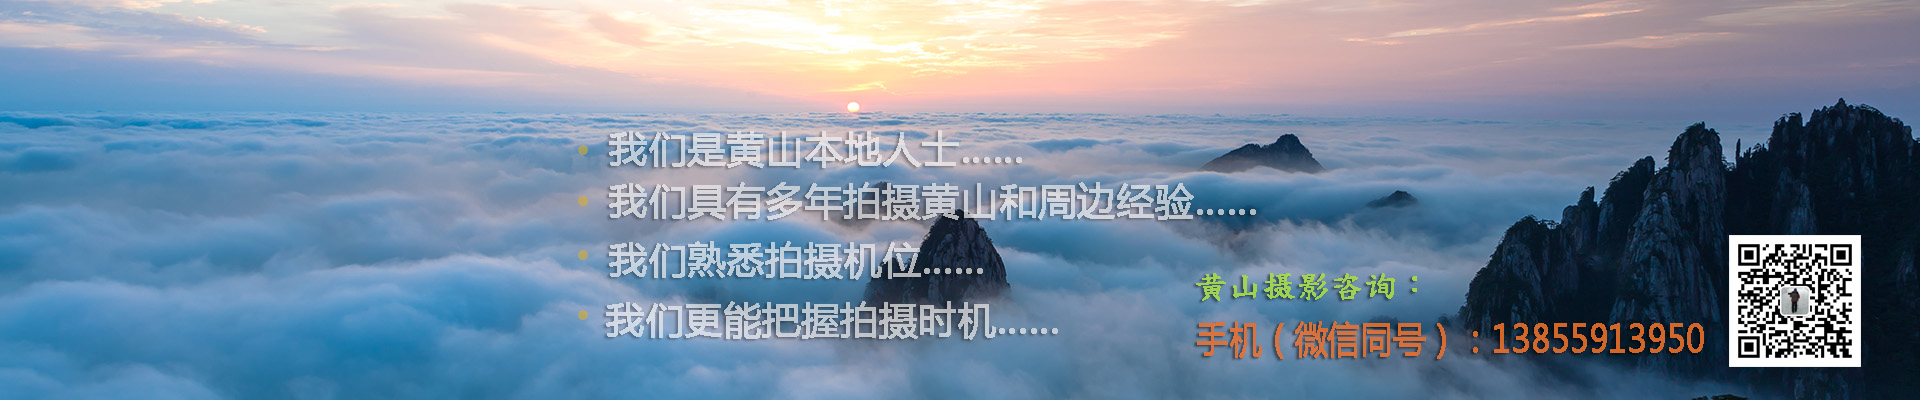 我们是黄山本地人士......
我们具有多年拍摄黄山和周边经验......
我们熟悉拍摄机位......
我们更能把握拍摄时机......
黄山摄影咨询：
手机（微信同号）：13855913950